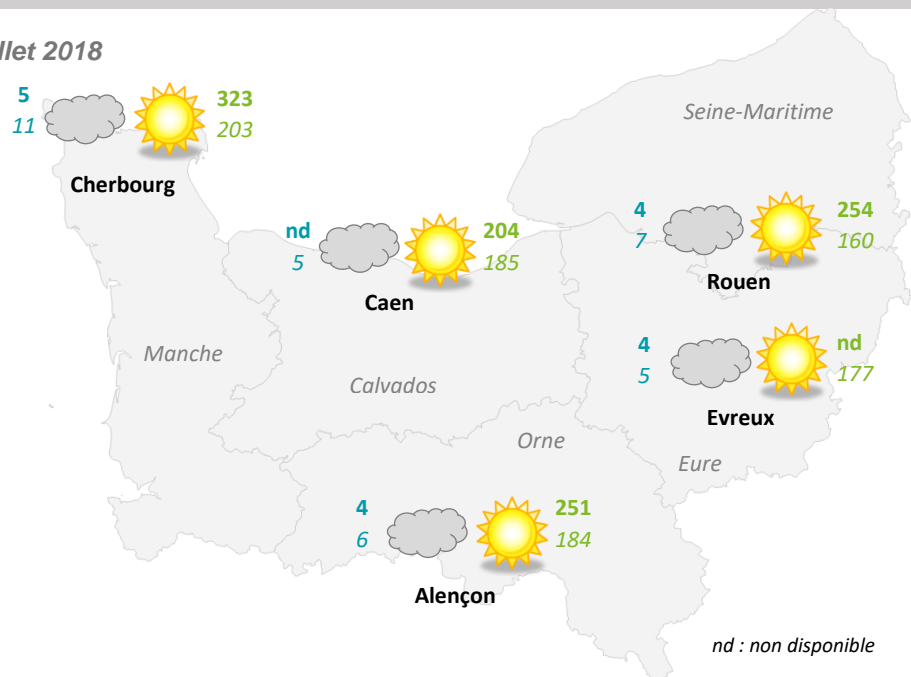 llet 2018
5
11
323
203
Cherbourg
Seine-Maritime
nd
5
204
185
Caen
4
7
254
160
Rouen
Manche
Calvados
4
5
nd
177
Evreux
Orne
Eure
4
6
251
184
Alençon
nd : non disponible